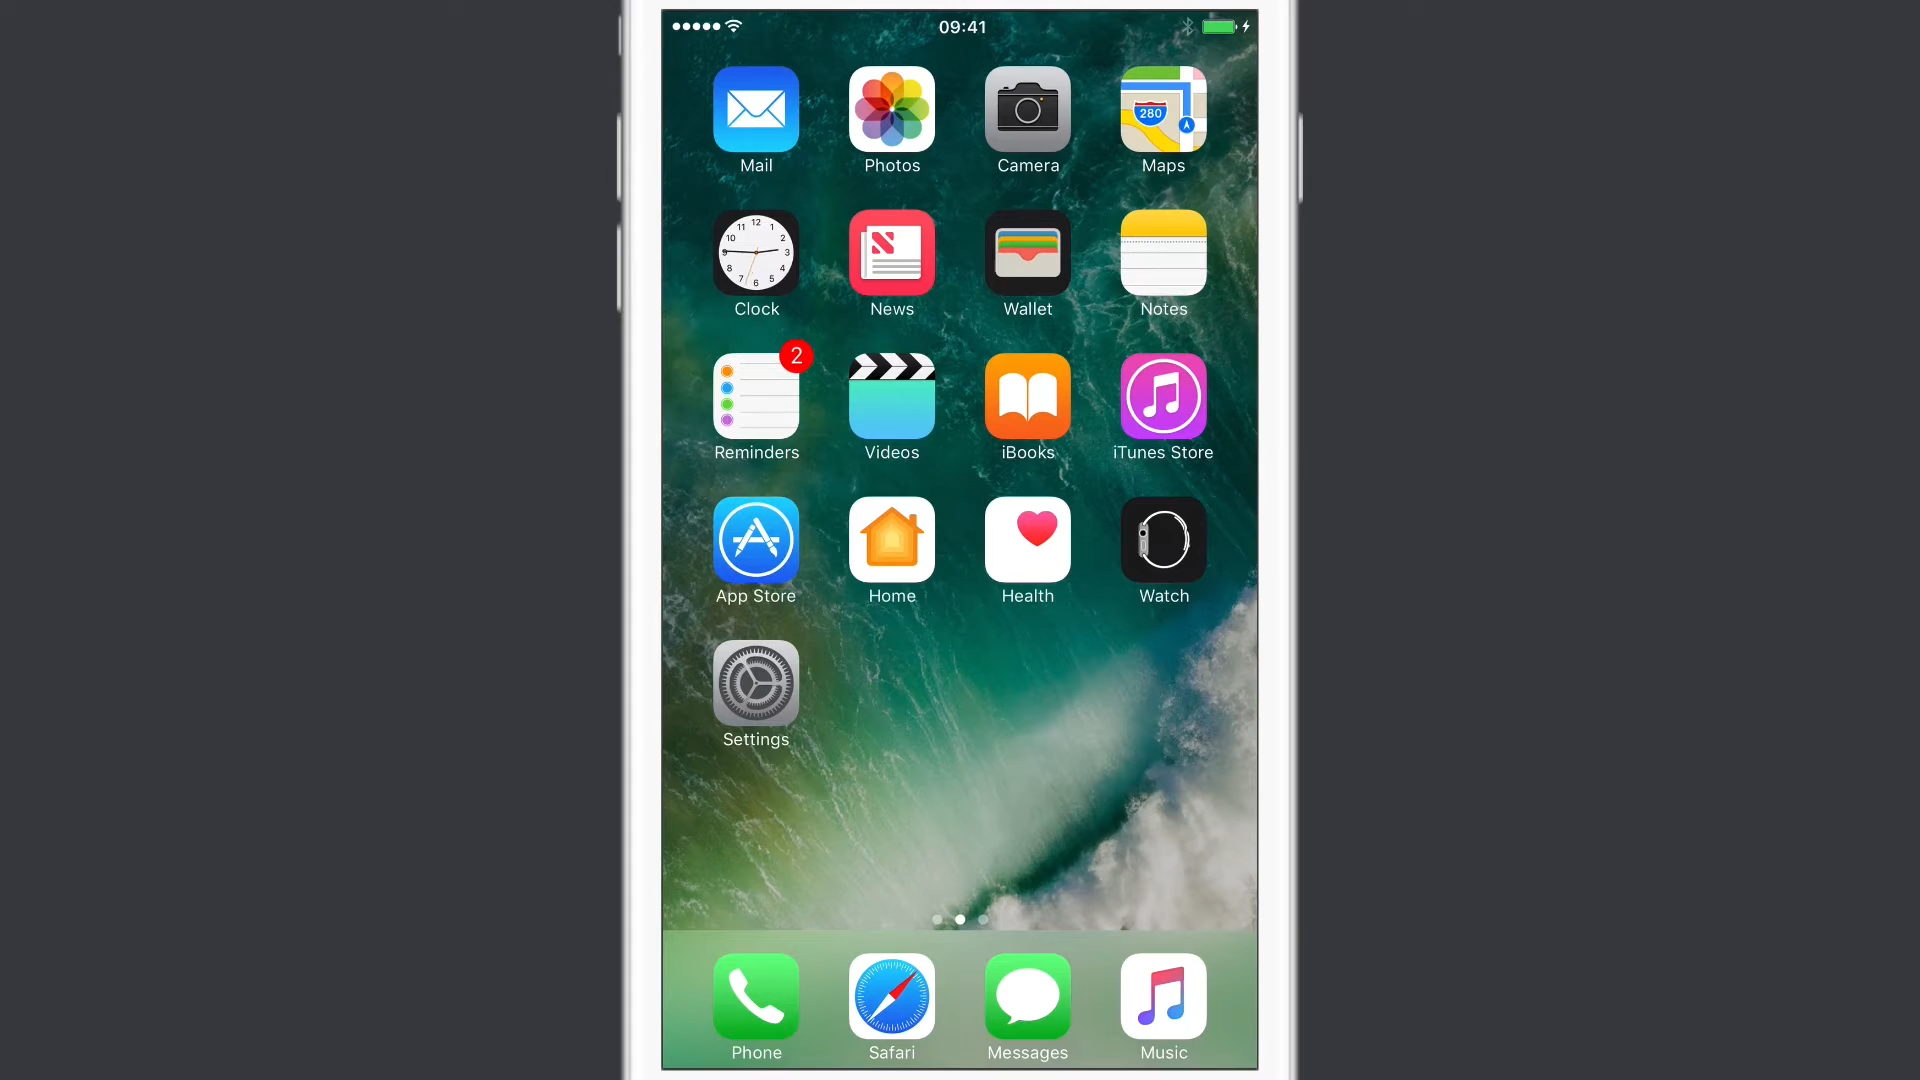 09:41
280
Mail Photos Camera Maps
12
11 1
10 2
9 3
8 4
7 5
6
Clock News Wallet Notes
2
Reminders Videos iBooks iTunes Store
App Store Home Health Watch
Settings
Phone Safari Messages Music